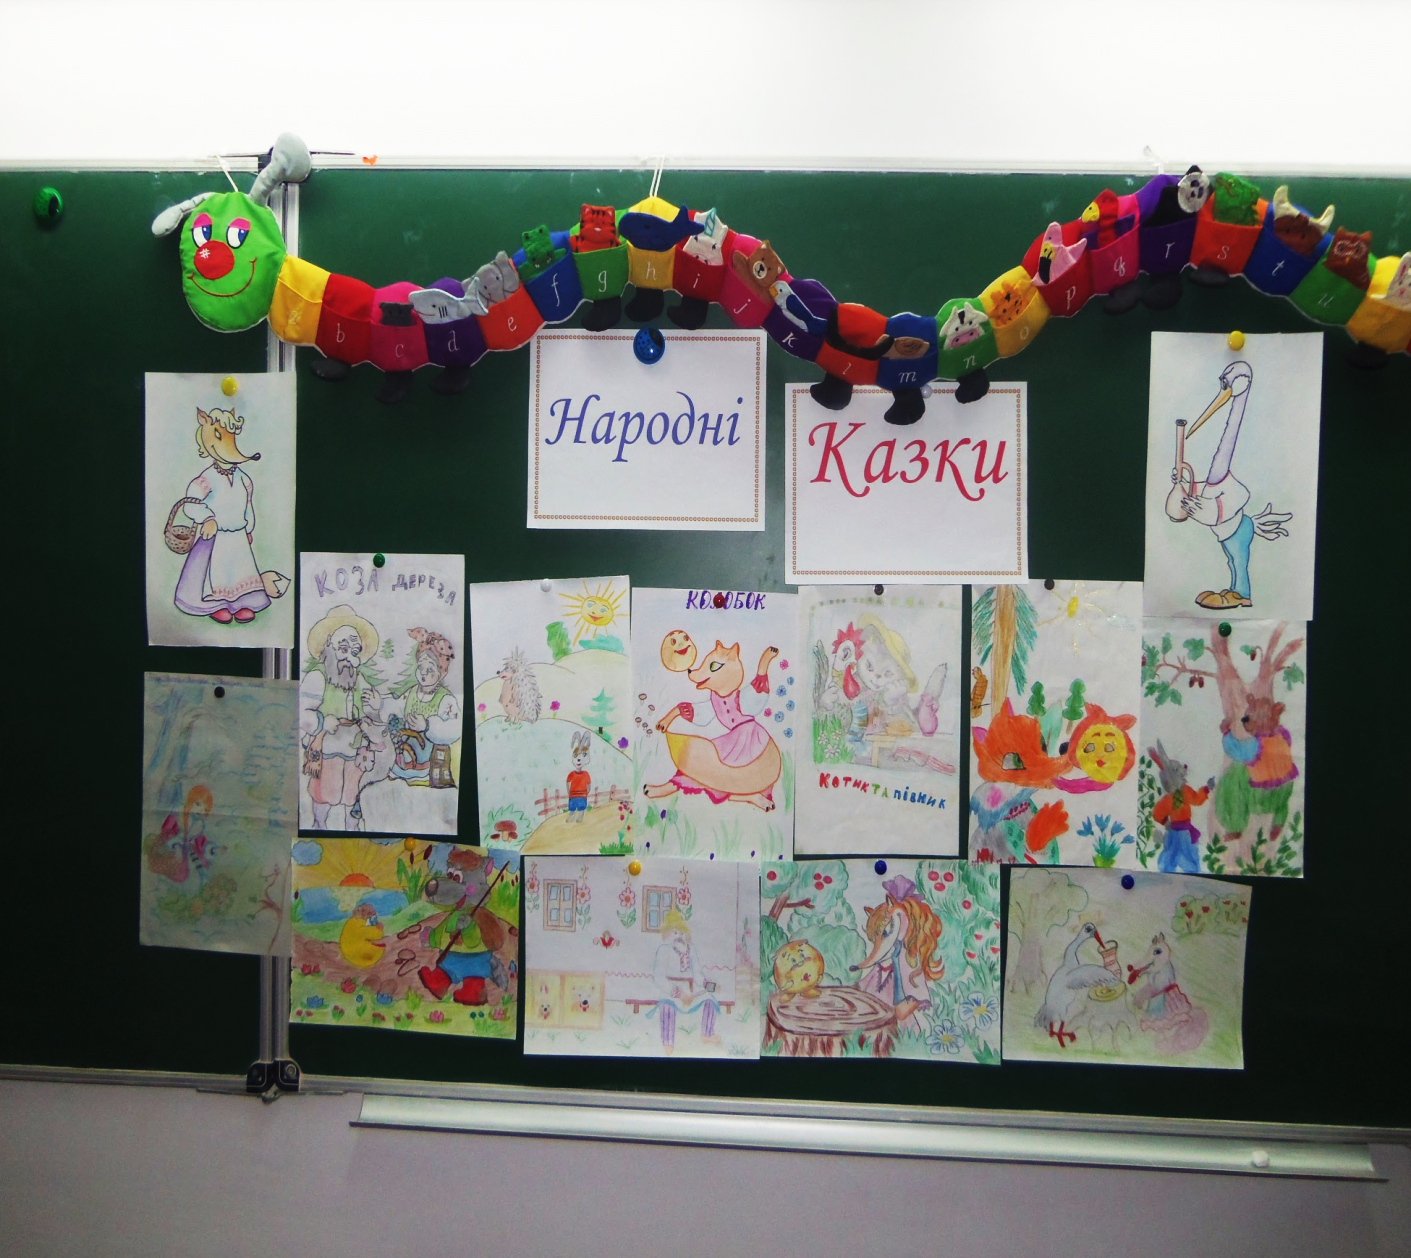 a b c d e f g h i j k l m n o p q r s t u
Народні
Казки
КОЗА ДЕРЕЗА
КОЛОБОК
КОТИК ТА ПІВНИК